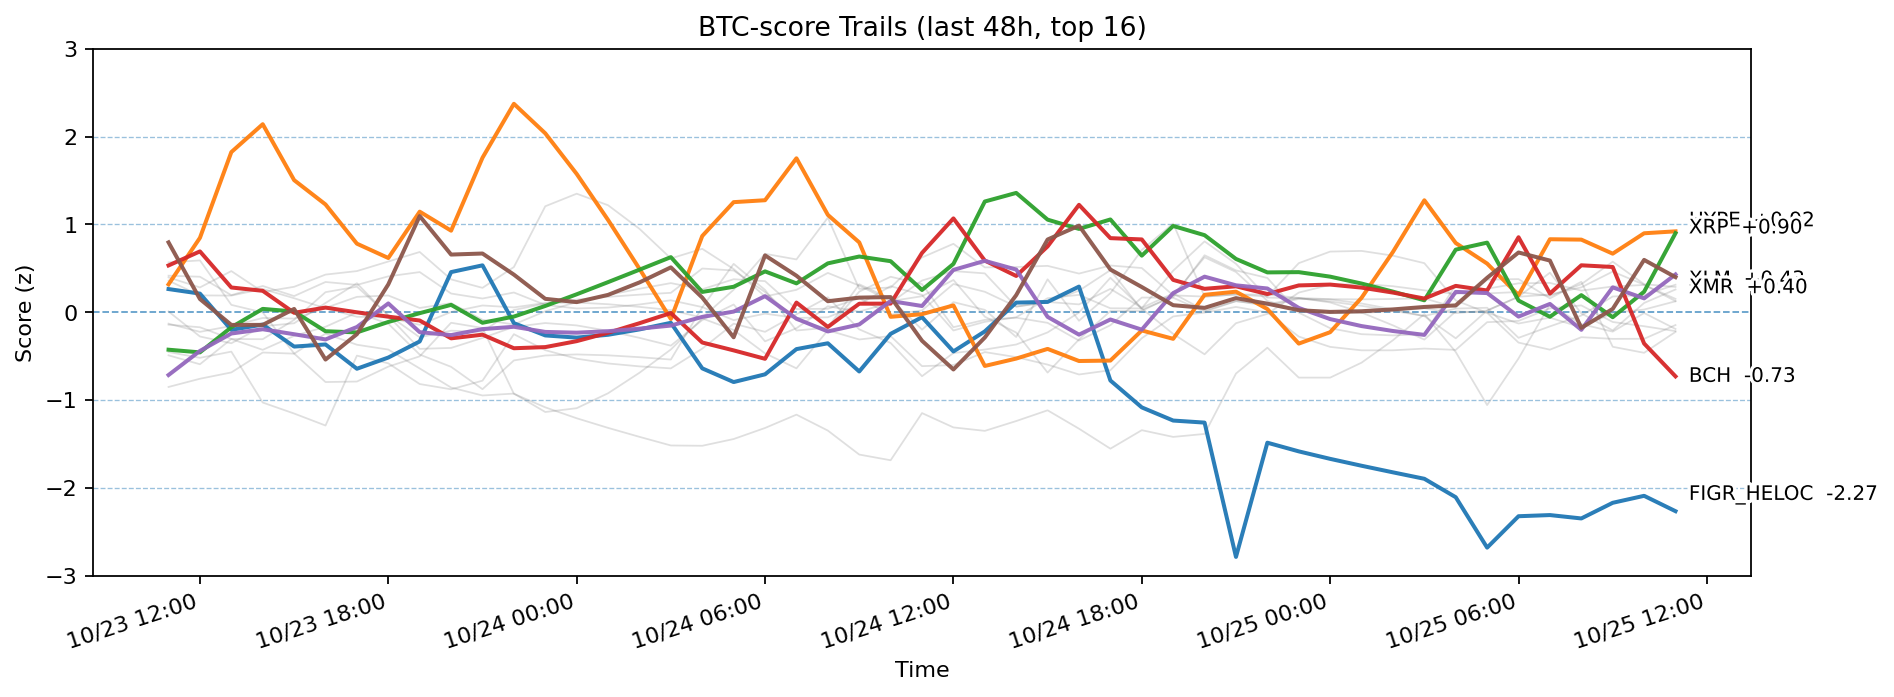 BTC-score Trails (last 48h, top 16)
Score (z)
3
2
1
0
−1
−2
−3
XRP +0.90
XMR +0.40
BCH -0.73
FIGR_HELOC -2.27
10/23 12:00
10/23 18:00
10/24 00:00
10/24 06:00
10/24 12:00
10/24 18:00
10/25 00:00
10/25 06:00
10/25 12:00
Time